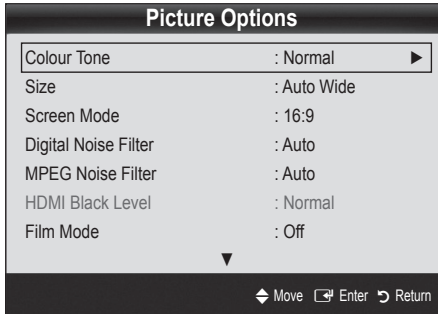 Picture Options
Colour Tone : Normal ►
Size : Auto Wide
Screen Mode : 16:9
Digital Noise Filter : Auto
MPEG Noise Filter : Auto
HDMI Black Level : Normal
Film Mode : Off
▼
Move Enter Return